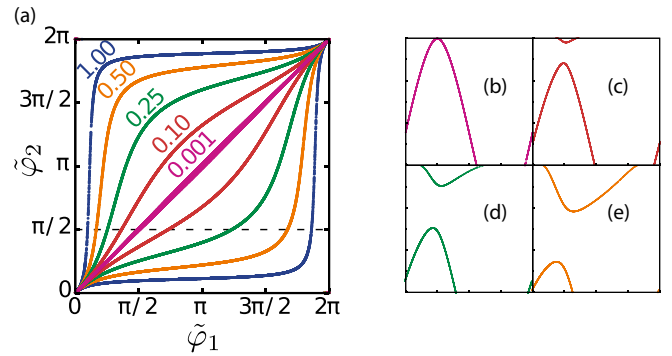 (a)
2π
3π/2
π
π/2
0
φ̃₂
1.00
0.50
0.25
0.10
0.001
0 π/2 π 3π/2 2π
φ̃₁
(b) (c)
(d) (e)